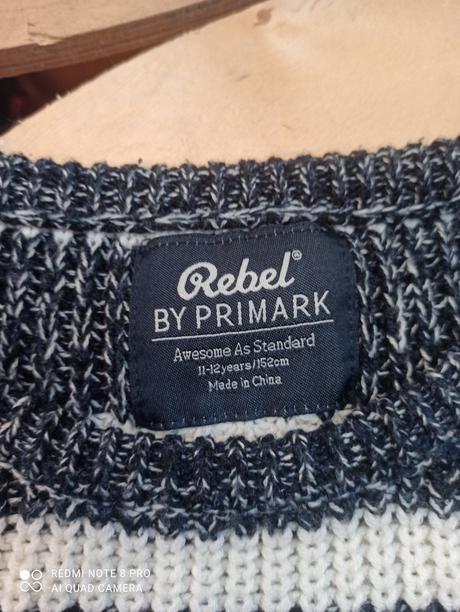 Rebel®
BY PRIMARK
Awesome As Standard
11-12years/152cm
Made in China
REDMI NOTE 8 PRO
AI QUAD CAMERA